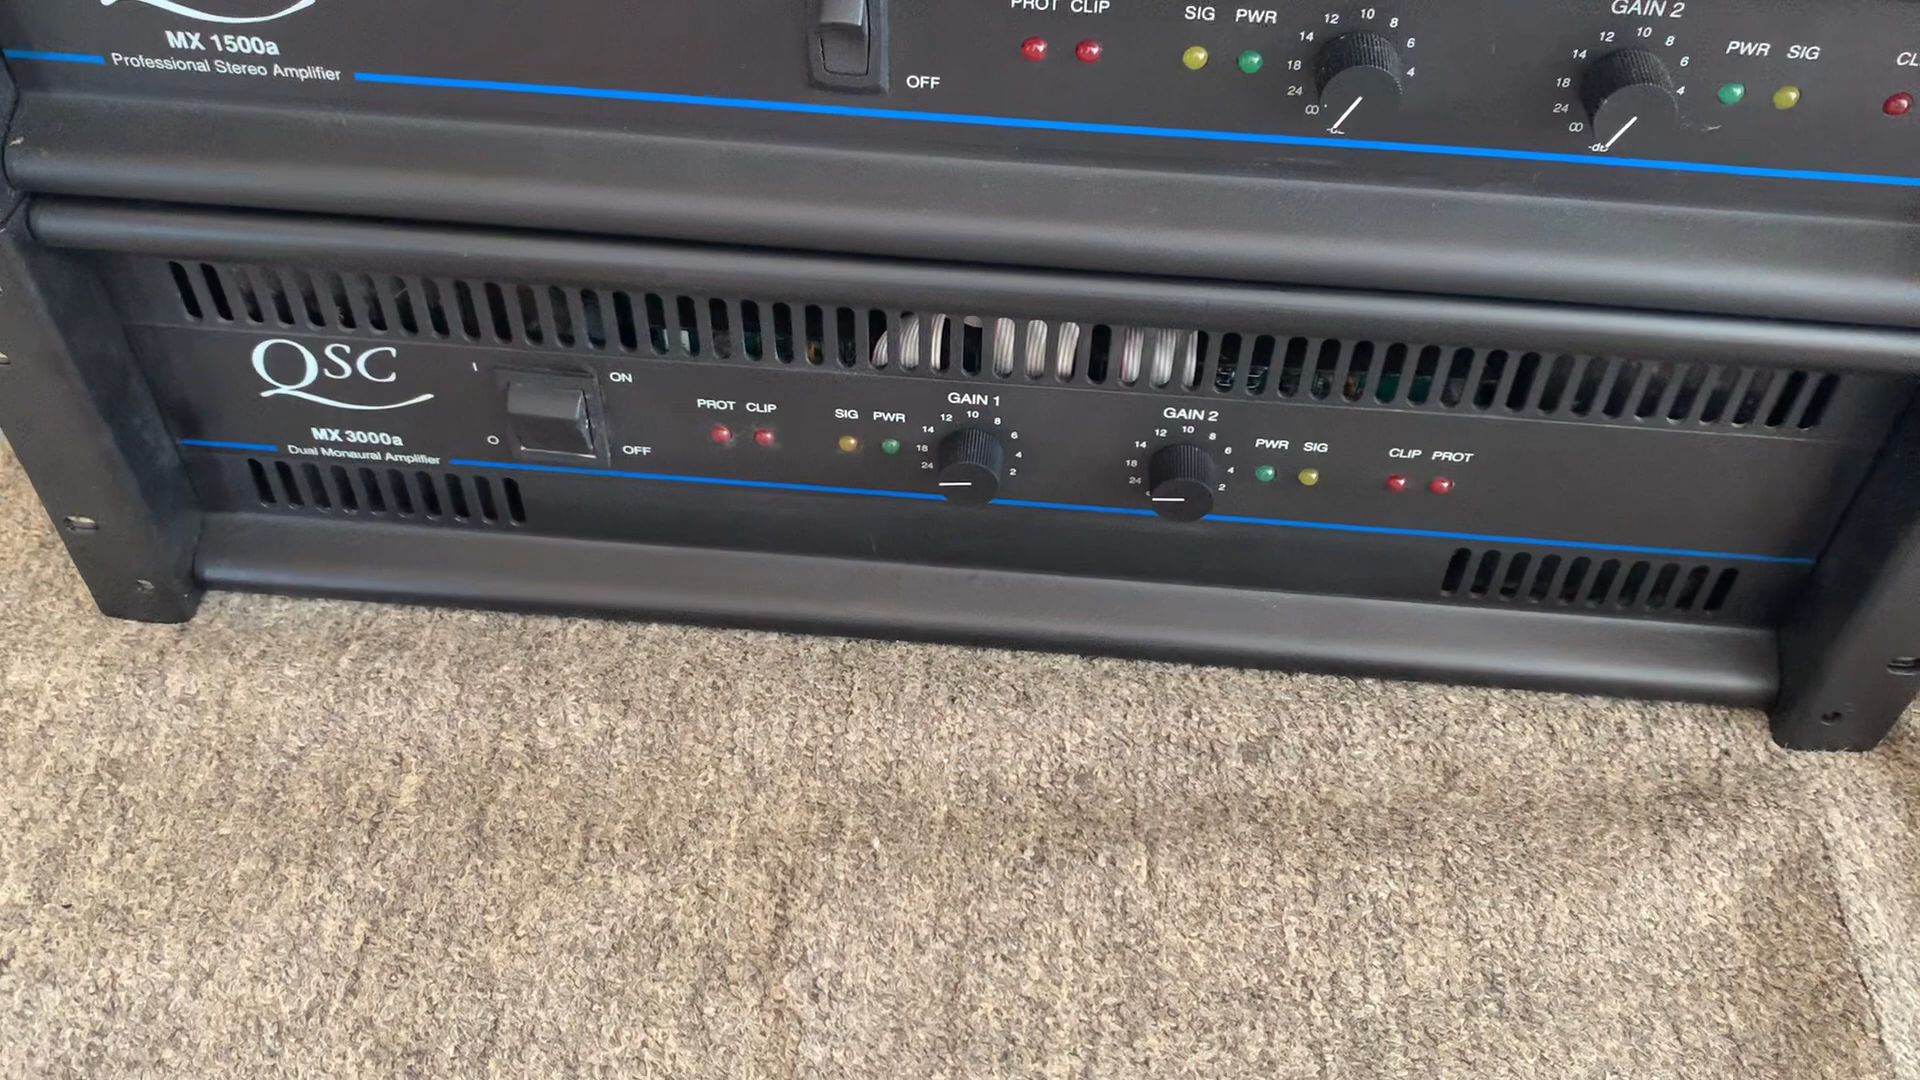 MX 1500a
Professional Stereo Amplifier
OFF
PROT CLIP
SIG PWR
4 6 8 10 12 14 18 24 ∞
GAIN 2
4 6 8 10 12 14 18 24 ∞ -dB
PWR SIG
QSC
MX 3000a
Dual Monaural Amplifier
I ON
O OFF
PROT CLIP
SIG PWR
GAIN 1
2 4 6 8 10 12 14 18 24
GAIN 2
2 4 6 8 10 12 14 18 24
PWR SIG
CLIP PROT